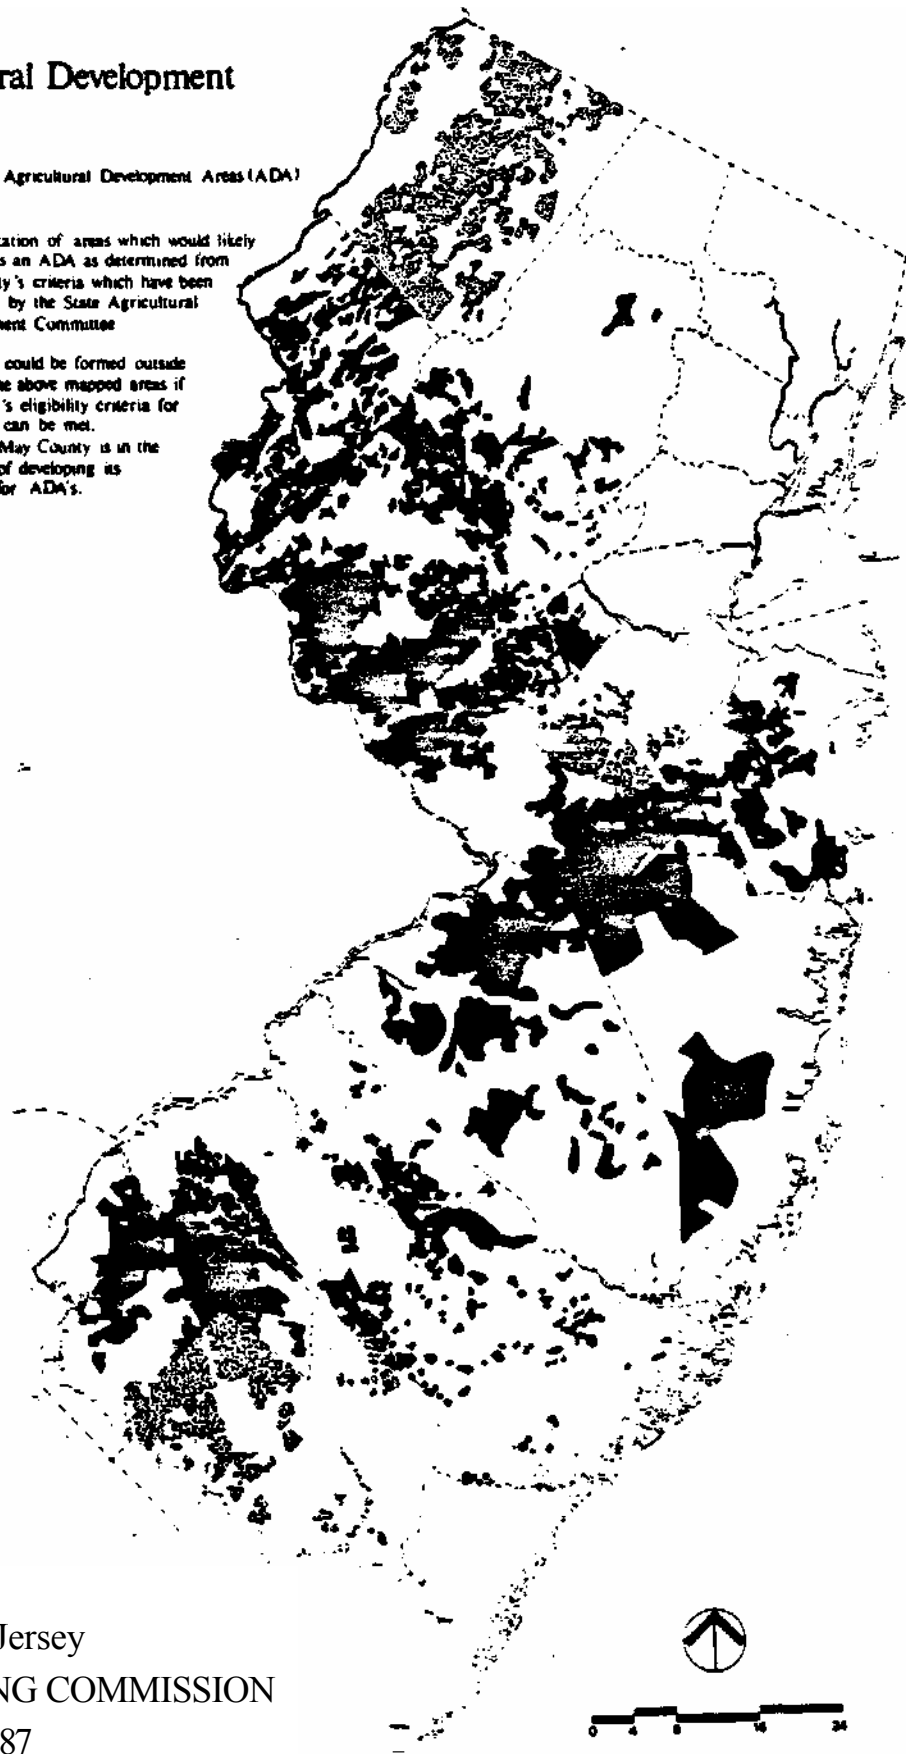 ral Development
Agricultural Development Areas (ADA)
ation of areas which would likely
s an ADA as determined from
ty's criteria which have been
by the State Agricultural
ment Committee
could be formed outside
he above mapped areas if
's eligibility criteria for
can be met.
May County is in the
of developing its
for ADA's.
Jersey
NG COMMISSION
87
0 4 8 16 24